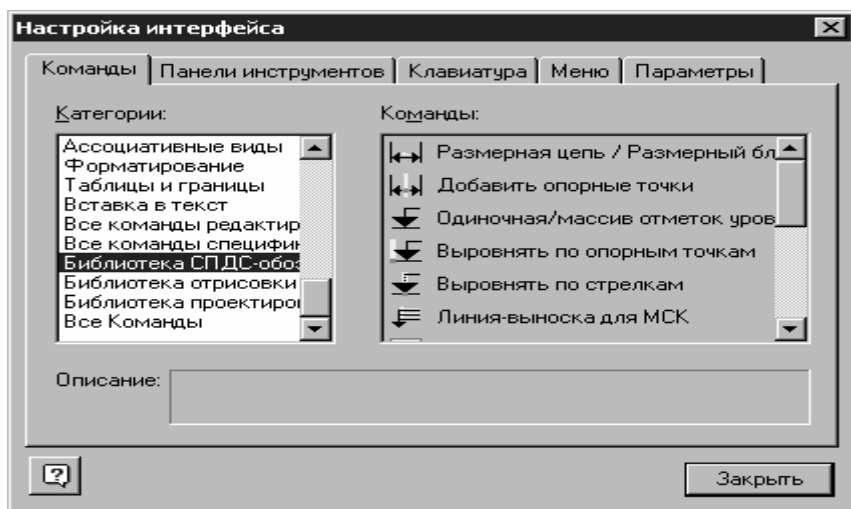 Настройка интерфейса
Команды Панели инструментов Клавиатура Меню Параметры
Категории:
Ассоциативные виды
Форматирование
Таблицы и границы
Вставка в текст
Все команды редактир
Все команды специфик
Библиотека СПДС-обоз
Библиотека отрисовки
Библиотека проектиров
Все Команды
Команды:
Размерная цепь / Размерный бл
Добавить опорные точки
Одиночная/массив отметок уров
Выровнять по опорным точкам
Выровнять по стрелкам
Линия-выноска для МСК
Описание:
Закрыть